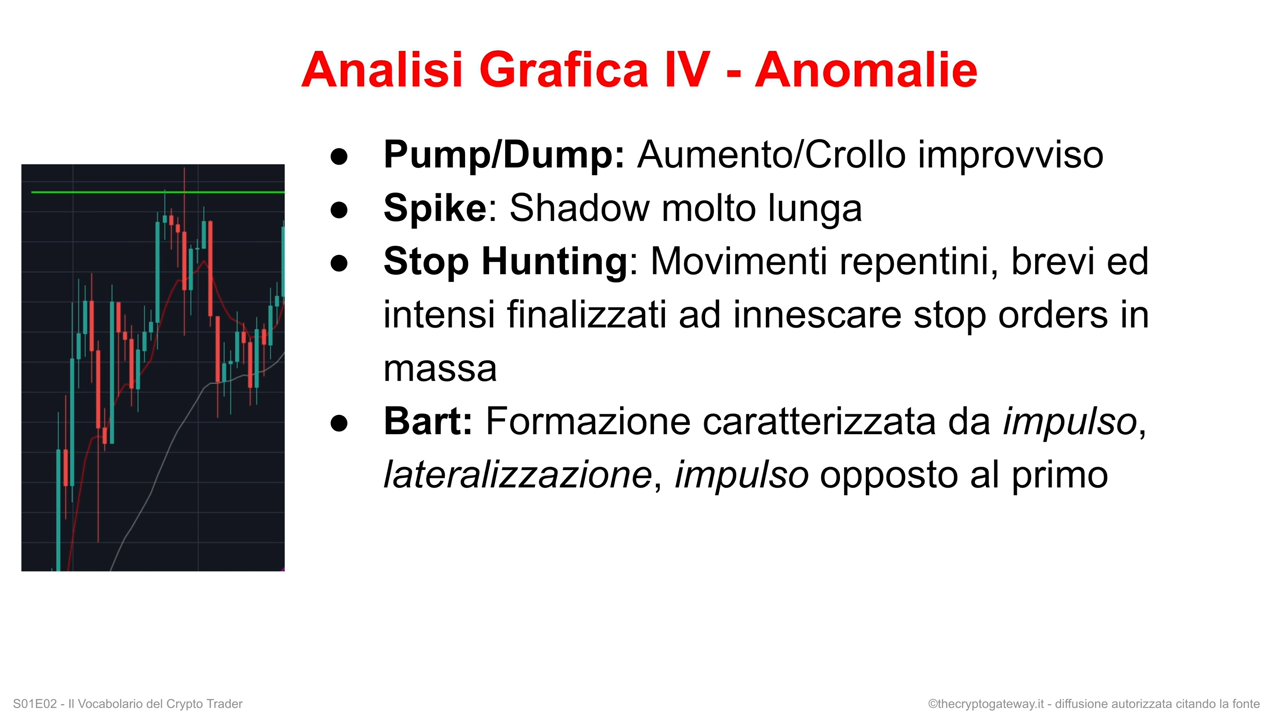 Analisi Grafica IV - Anomalie
● Pump/Dump: Aumento/Crollo improvviso
● Spike: Shadow molto lunga
● Stop Hunting: Movimenti repentini, brevi ed
intensi finalizzati ad innescare stop orders in
massa
● Bart: Formazione caratterizzata da impulso,
lateralizzazione, impulso opposto al primo
S01E02 - Il Vocabolario del Crypto Trader
©thecryptogateway.it - diffusione autorizzata citando la fonte